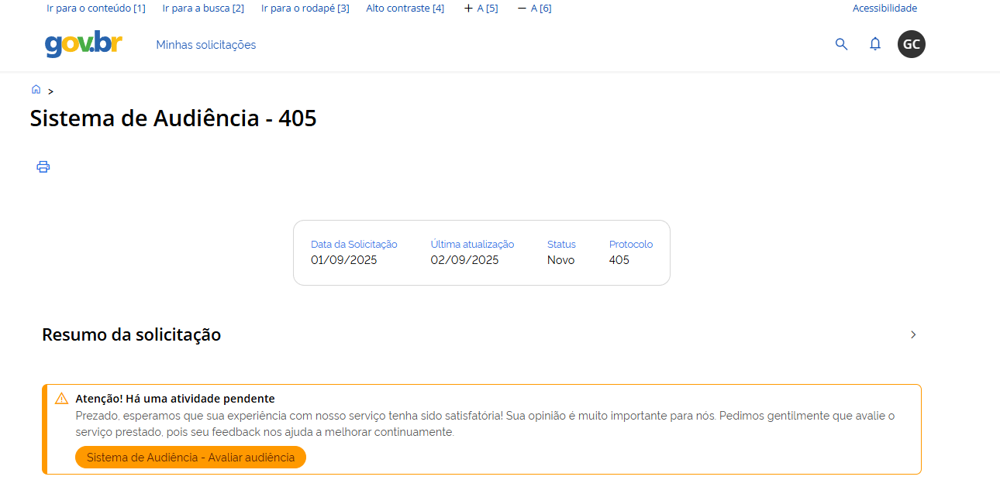 Ir para o conteúdo [1] Ir para a busca [2] Ir para o rodapé [3] Alto contraste [4] + A [5] − A [6] Acessibilidade
gov.br Minhas solicitações GC
>
Sistema de Audiência - 405
Data da Solicitação Última atualização Status Protocolo
01/09/2025 02/09/2025 Novo 405
Resumo da solicitação
Atenção! Há uma atividade pendente
Prezado, esperamos que sua experiência com nosso serviço tenha sido satisfatória! Sua opinião é muito importante para nós. Pedimos gentilmente que avalie o
serviço prestado, pois seu feedback nos ajuda a melhorar continuamente.
Sistema de Audiência - Avaliar audiência